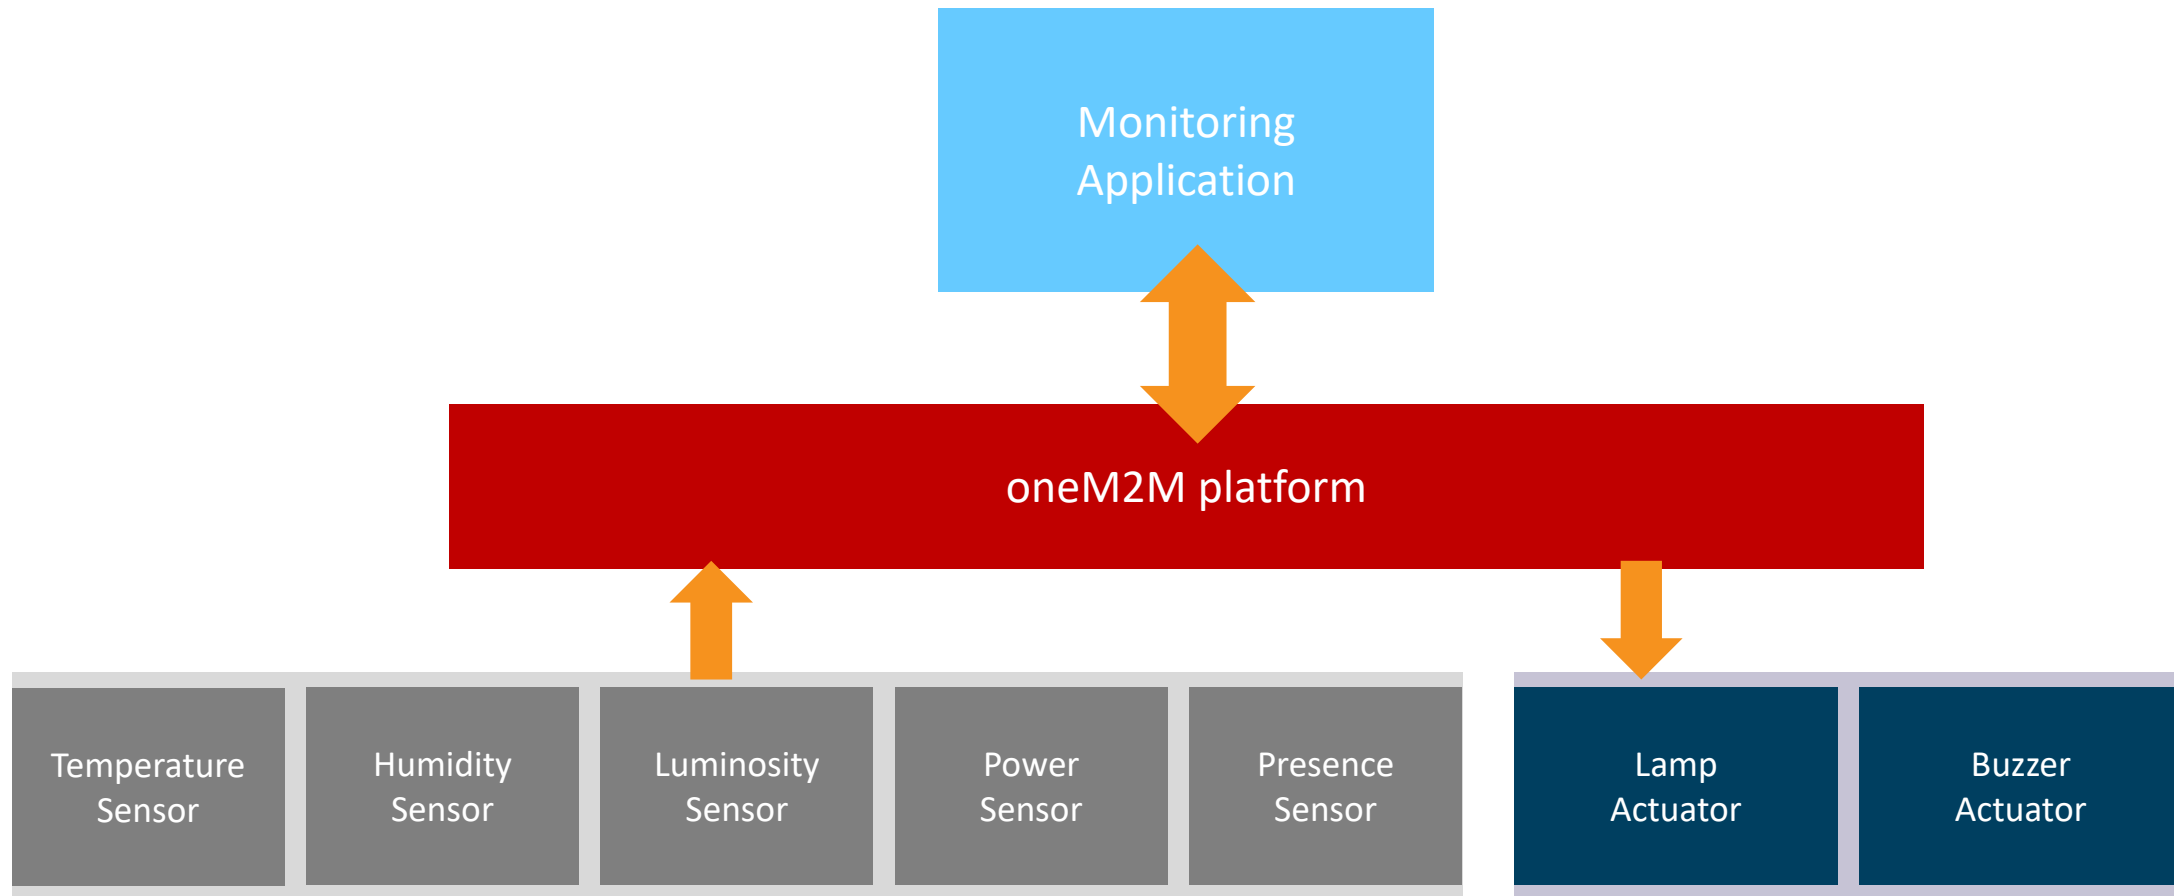 Monitoring
Application
oneM2M platform
Temperature
Sensor
Humidity
Sensor
Luminosity
Sensor
Power
Sensor
Presence
Sensor
Lamp
Actuator
Buzzer
Actuator